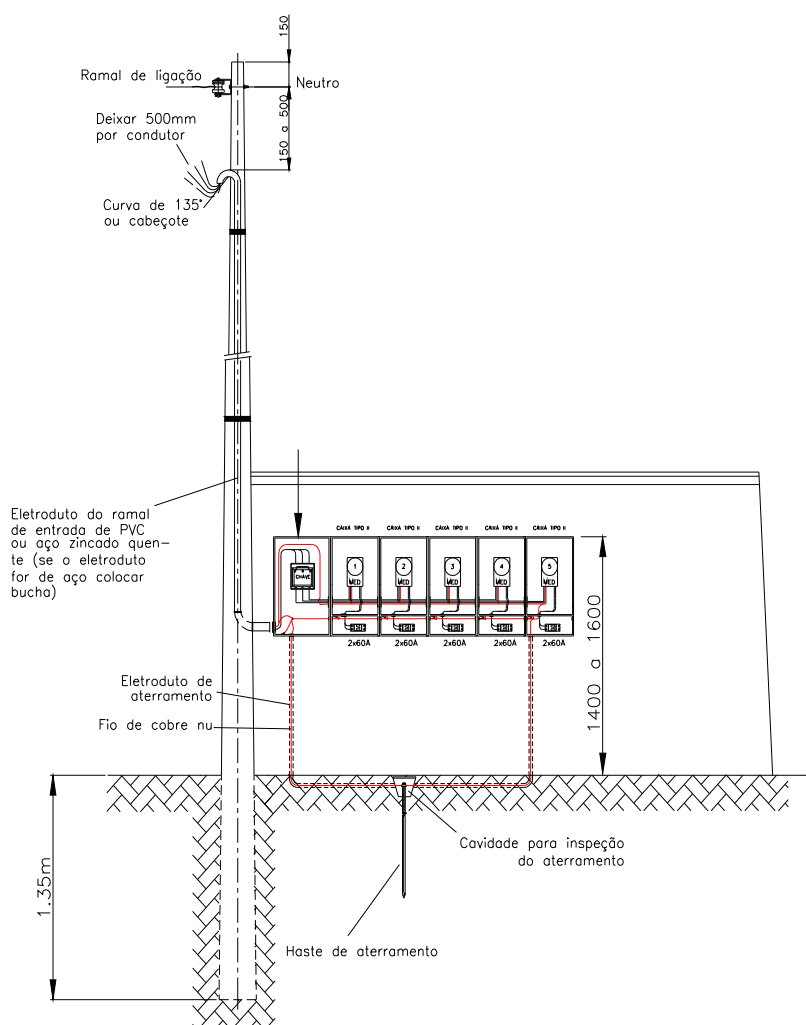 150
Ramal de ligação
Neutro
150 a 500
Deixar 500mm
por condutor
Curva de 135°
ou cabeçote
Eletroduto do ramal
de entrada de PVC
ou aço zincado quen-
te (se o eletroduto
for de aço colocar
bucha)
CAIXA TIPO II
CAIXA TIPO II
CAIXA TIPO II
CAIXA TIPO II
CAIXA TIPO II
CHAVE
1
MED
2
MED
3
MED
4
MED
5
MED
2x60A
2x60A
2x60A
2x60A
2x60A
1400 a 1600
Eletroduto de
aterramento
Fio de cobre nu
Cavidade para inspeção
do aterramento
1.35m
Haste de aterramento